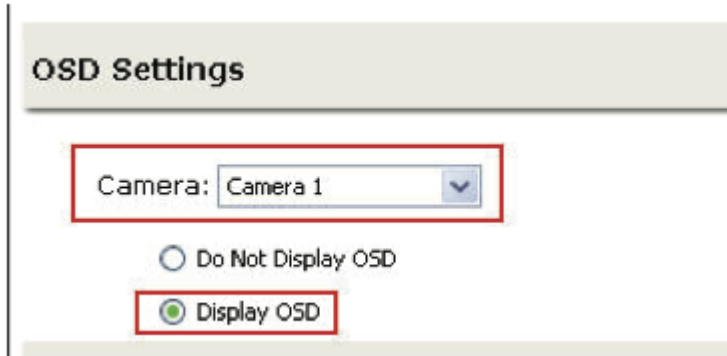 OSD Settings
Camera: Camera 1
Do Not Display OSD
Display OSD